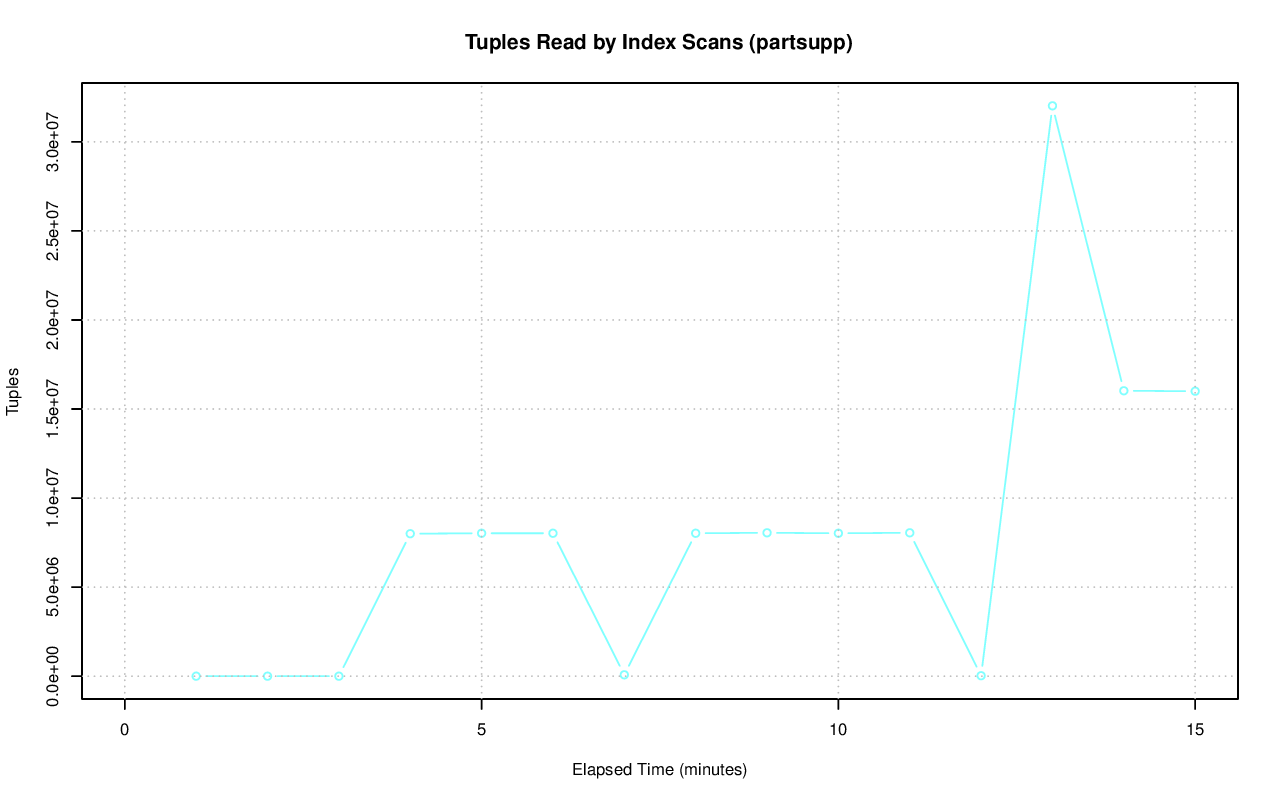 Tuples Read by Index Scans (partsupp)
Tuples
3.0e+07
2.5e+07
2.0e+07
1.5e+07
1.0e+07
5.0e+06
0.0e+00
0 5 10 15
Elapsed Time (minutes)